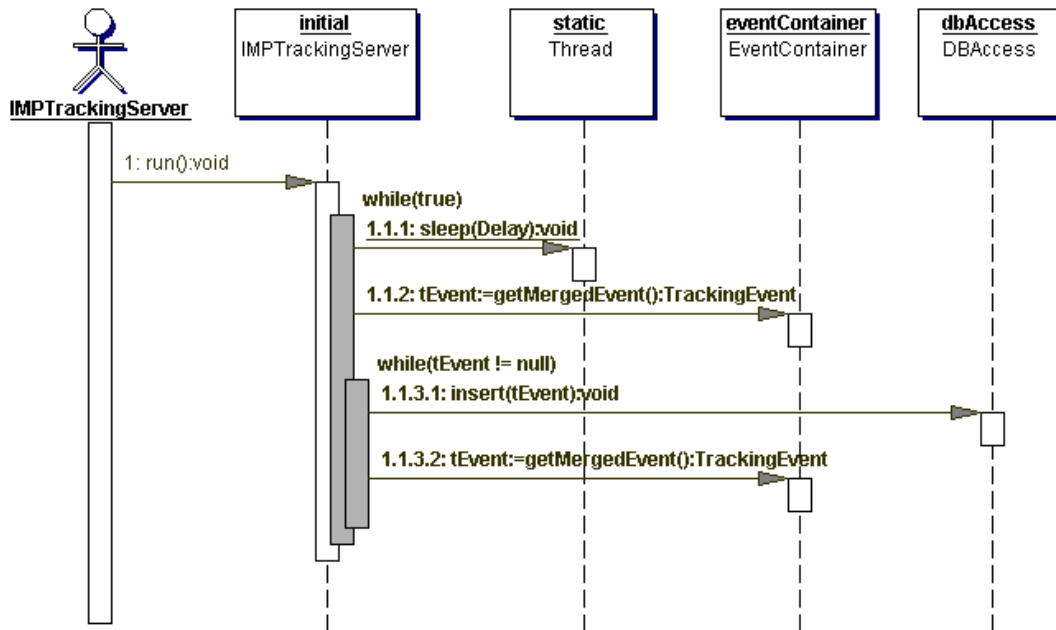 initial
IMPTrackingServer
static
Thread
eventContainer
EventContainer
dbAccess
DBAccess
IMPTrackingServer
1: run():void
while(true)
1.1.1: sleep(Delay):void
1.1.2: tEvent:=getMergedEvent():TrackingEvent
while(tEvent != null)
1.1.3.1: insert(tEvent):void
1.1.3.2: tEvent:=getMergedEvent():TrackingEvent